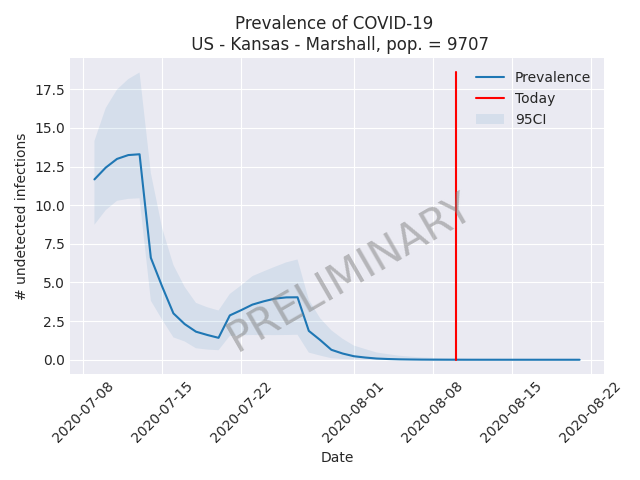 Prevalence of COVID-19
US - Kansas - Marshall, pop. = 9707
Prevalence
Today
95CI
17.5
15.0
12.5
10.0
7.5
5.0
2.5
0.0
# undetected infections
PRELIMINARY
2020-07-08
2020-07-15
2020-07-22
2020-08-01
2020-08-08
2020-08-15
2020-08-22
Date